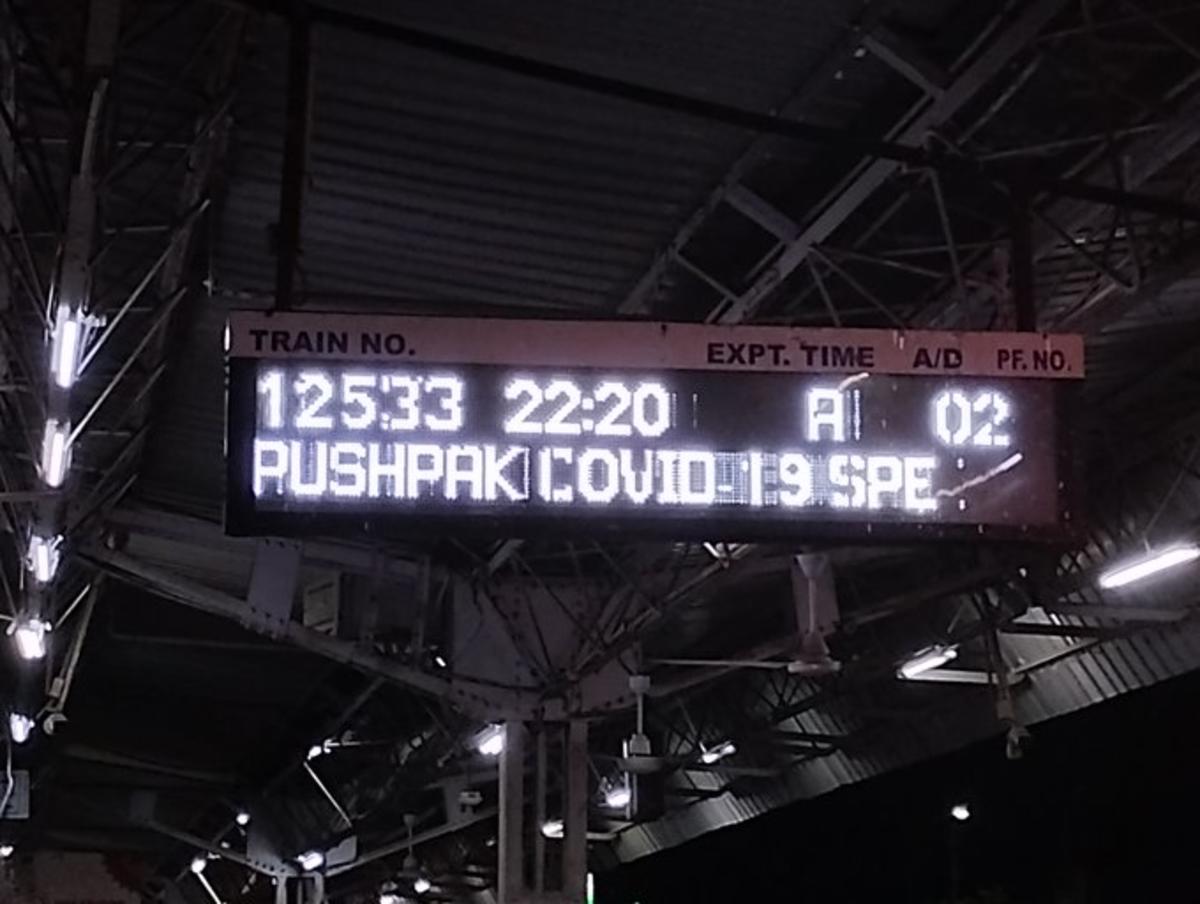 TRAIN NO. EXPT. TIME A/D PF. NO.
12533 22:20 A 02
PUSHPAK COVID-19 SPE